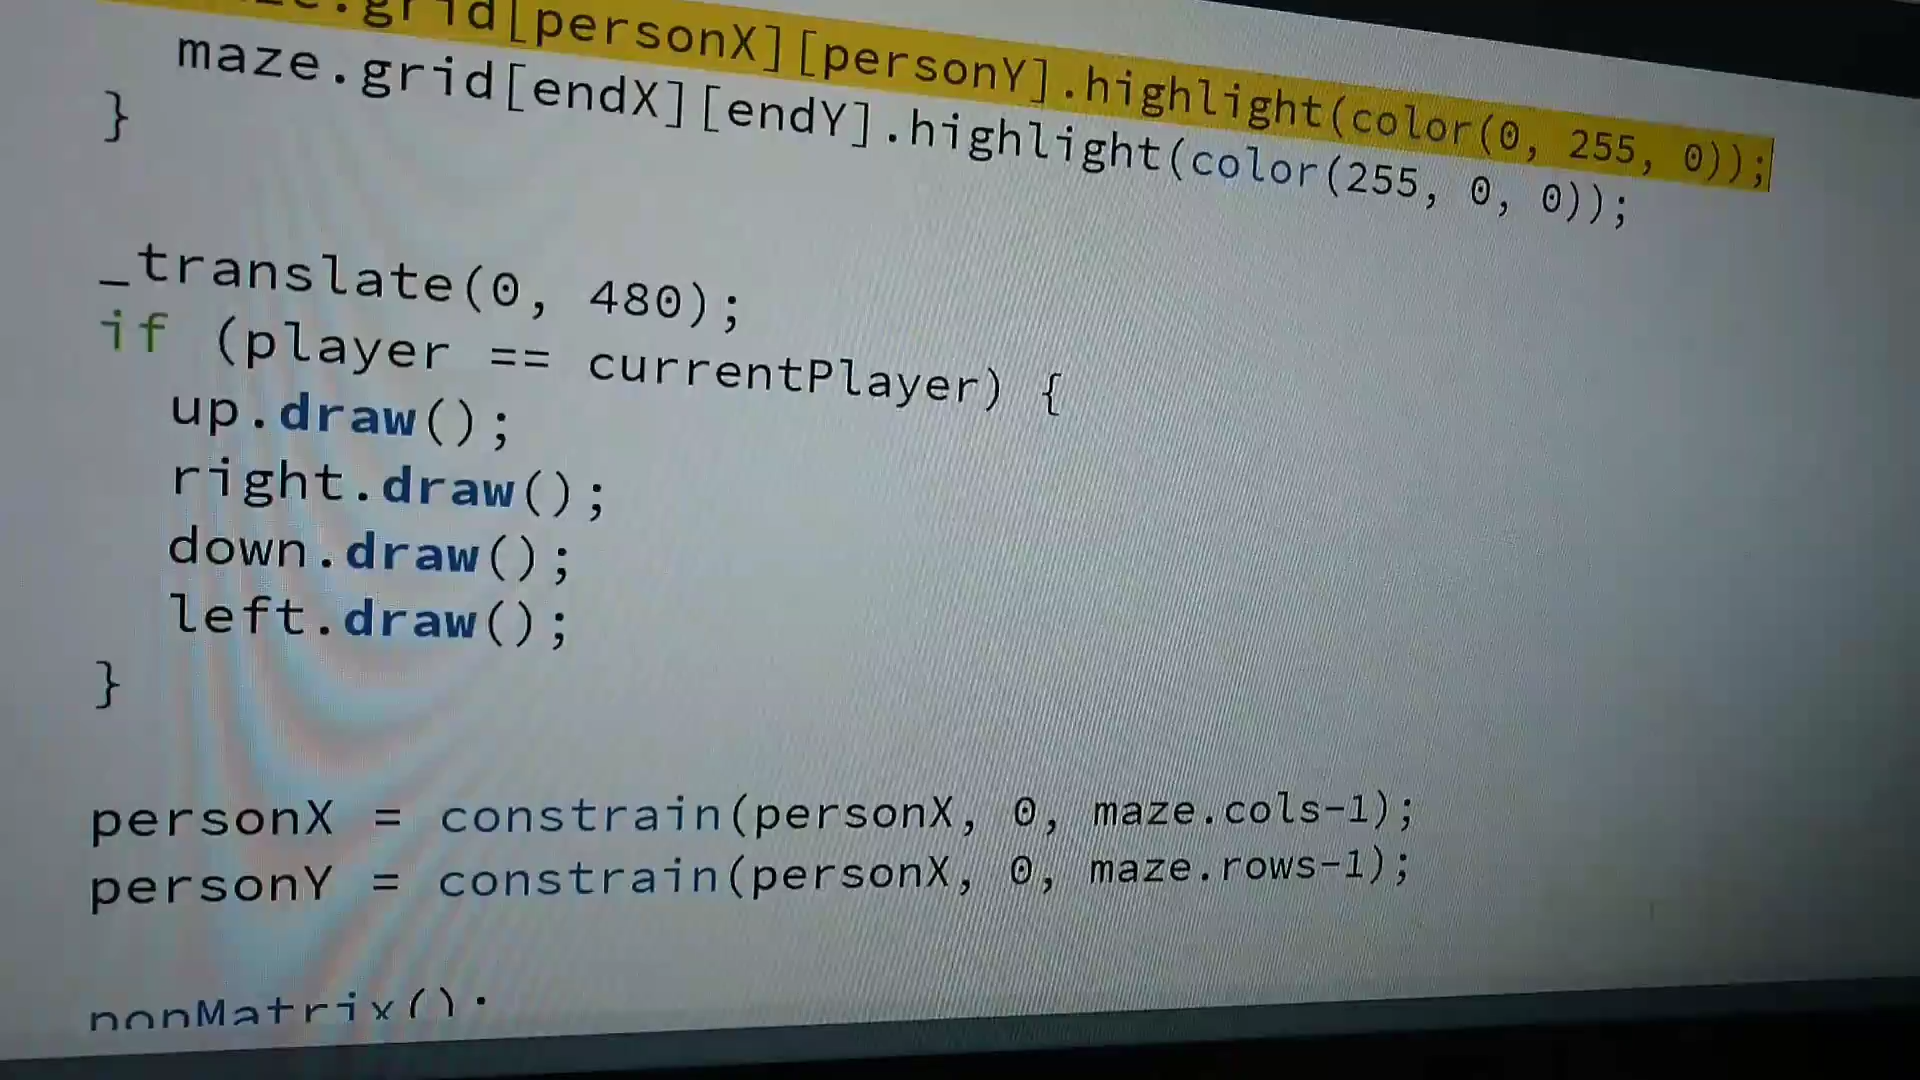 .grid[personX][personY].highlight(color(0, 255, 0));
maze.grid[endX][endY].highlight(color(255, 0, 0));
}
_translate(0, 480);
if (player == currentPlayer) {
up.draw();
right.draw();
down.draw();
left.draw();
}
personX = constrain(personX, 0, maze.cols-1);
personY = constrain(personX, 0, maze.rows-1);
popMatrix();